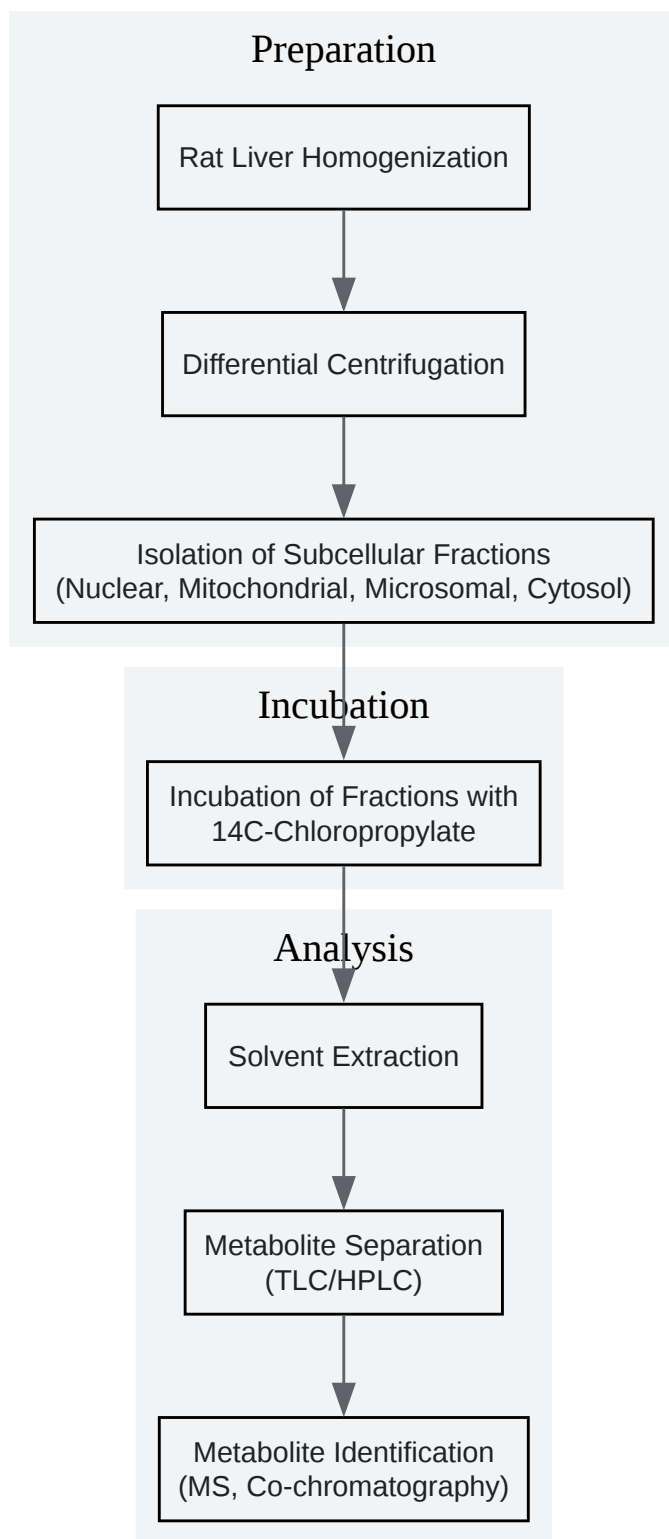 Preparation
Rat Liver Homogenization
Differential Centrifugation
Isolation of Subcellular Fractions
(Nuclear, Mitochondrial, Microsomal, Cytosol)
Incubation
Incubation of Fractions with
14C-Chloropropylate
Analysis
Solvent Extraction
Metabolite Separation
(TLC/HPLC)
Metabolite Identification
(MS, Co-chromatography)